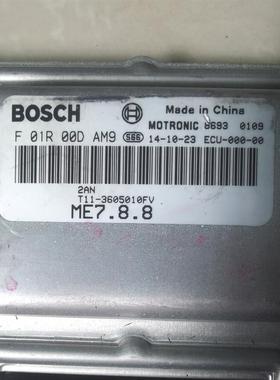 BOSCH
Made in China
MOTRONIC 8693 0109
F 01R 00D AM9 S66 14-10-23 ECU-000-00
2AN
T11-3605010FV
ME7.8.8